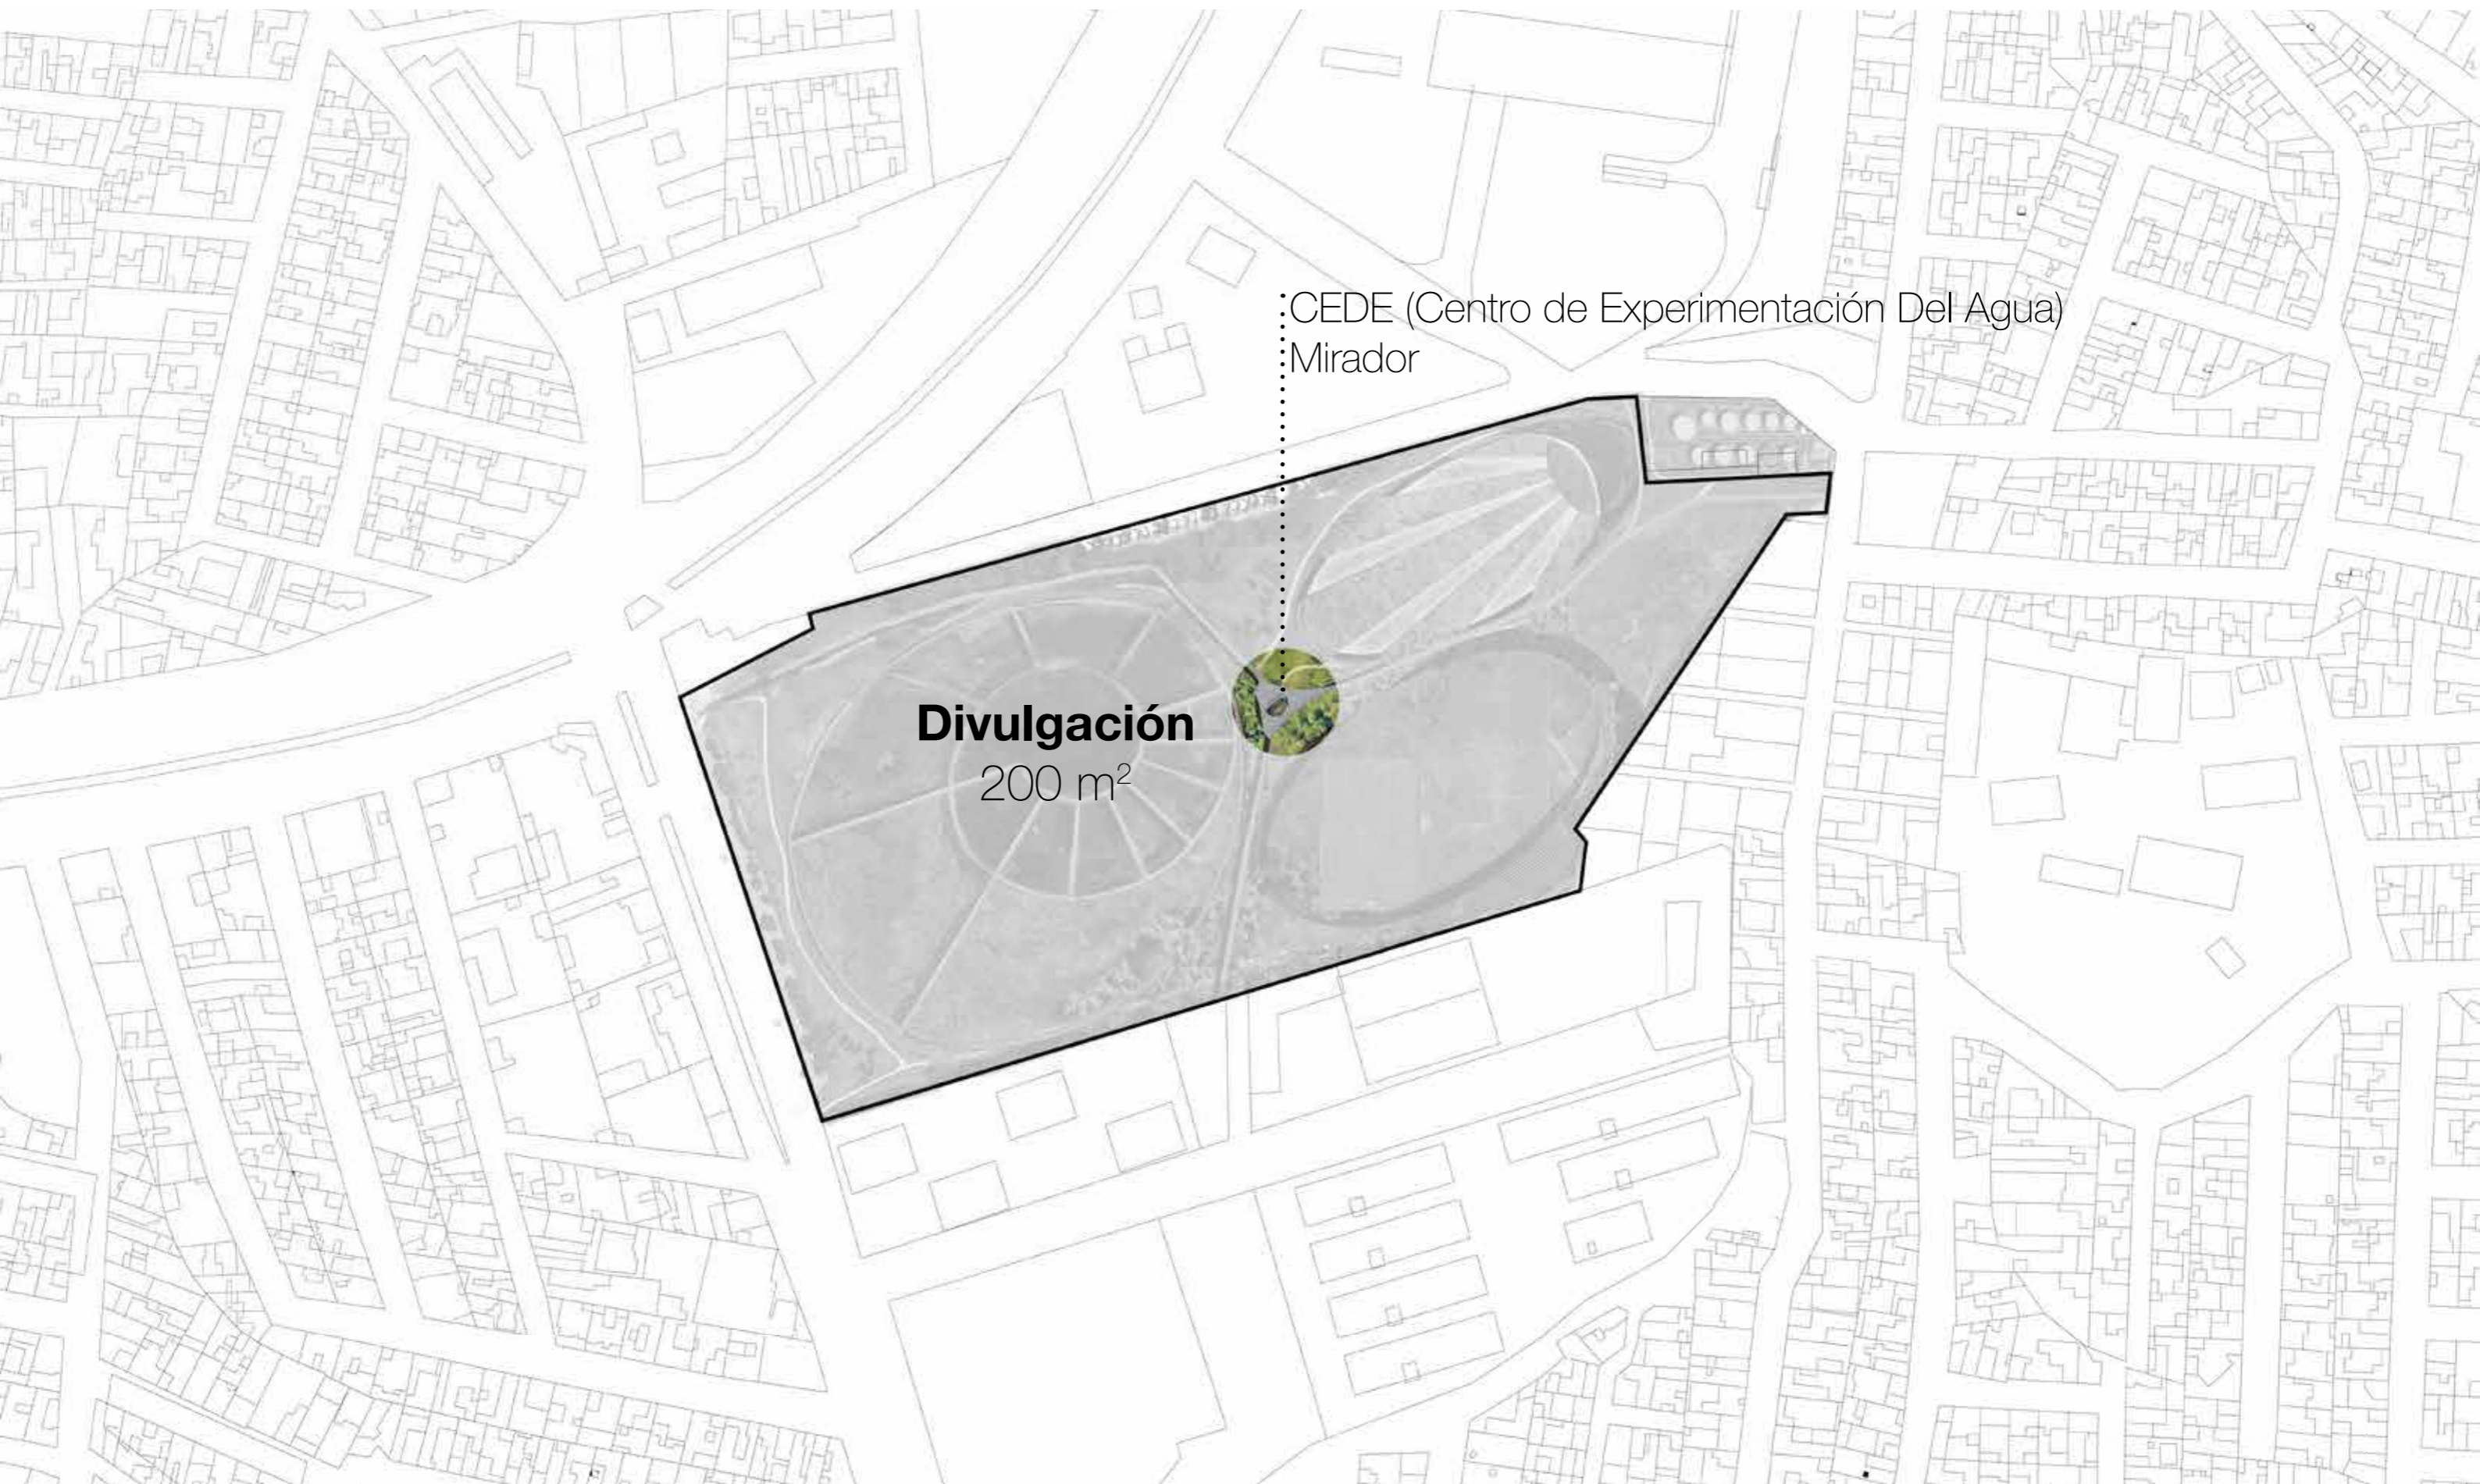 CEDE (Centro de Experimentación Del Agua)
Mirador
Divulgación
200 m²